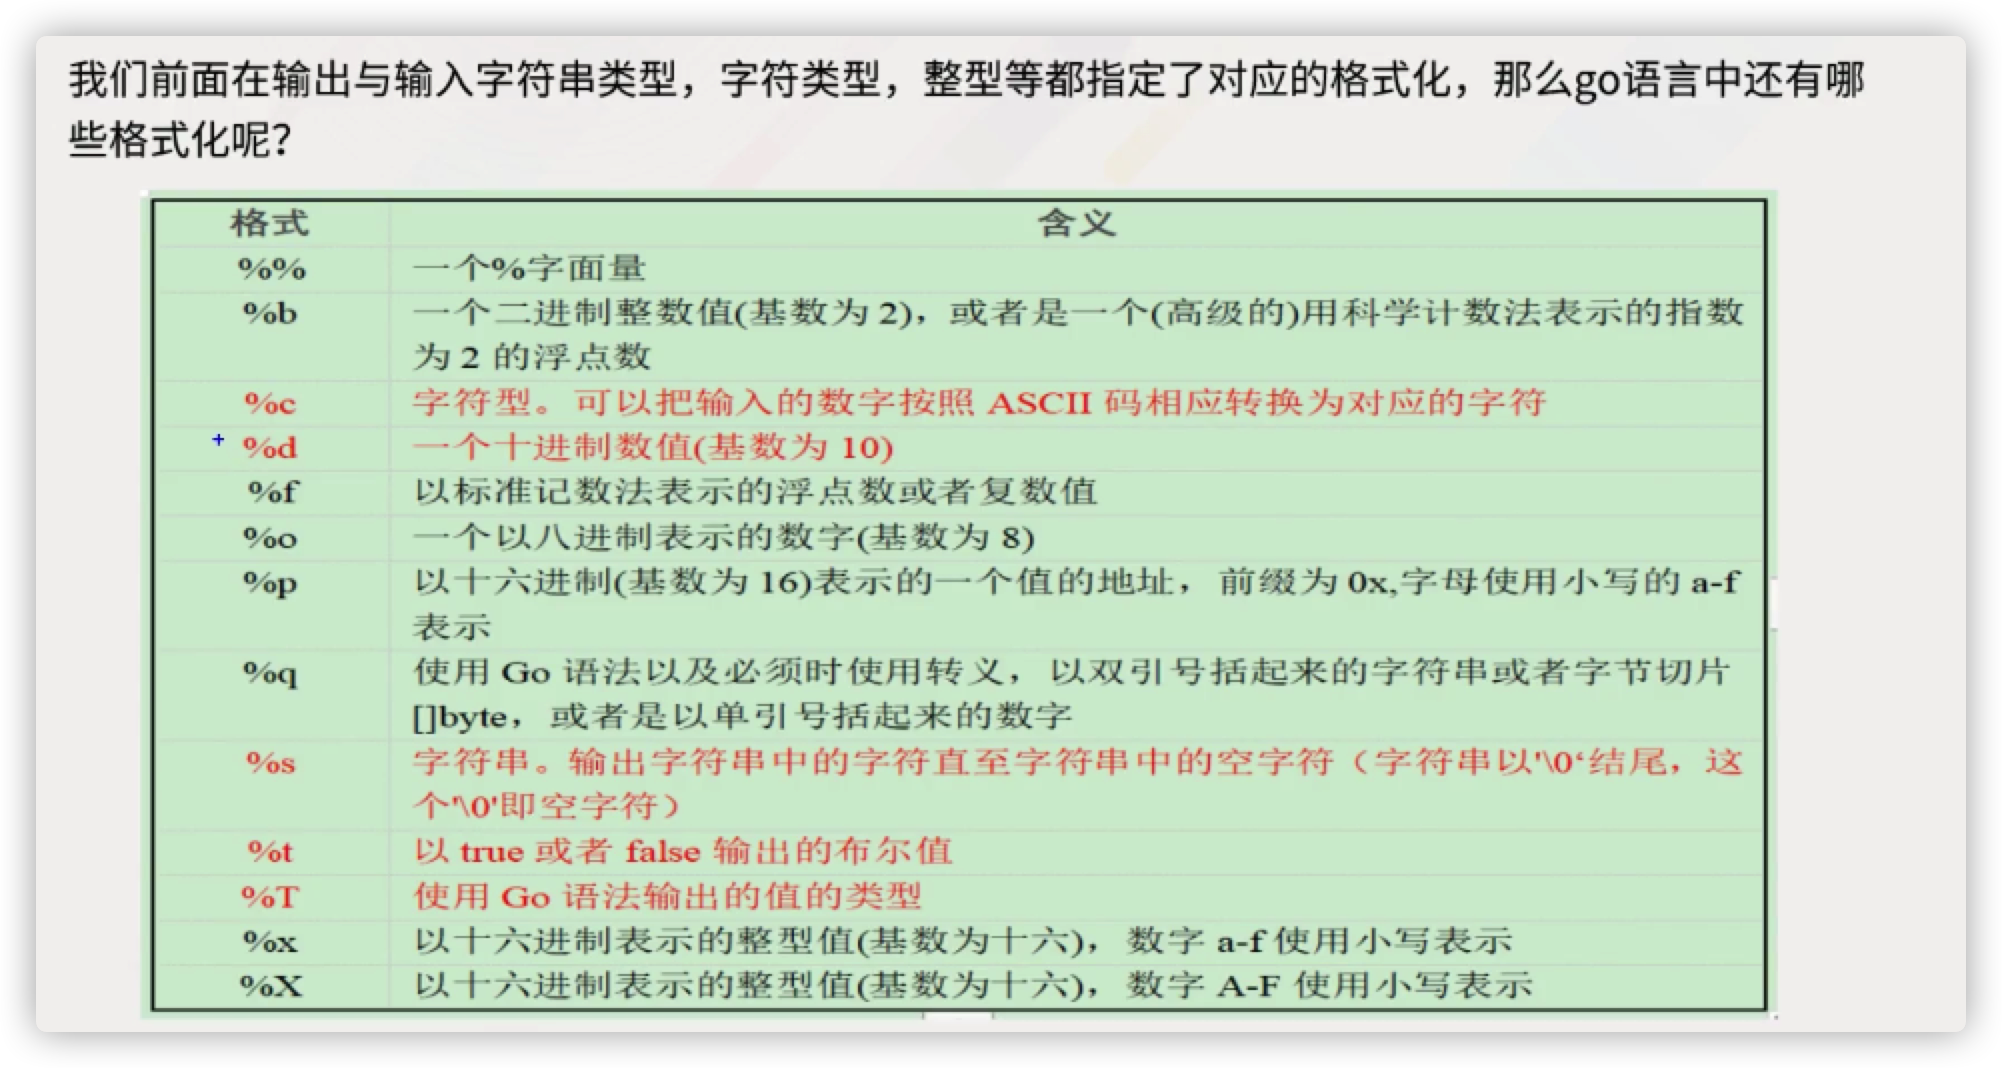 我们前面在输出与输入字符串类型，字符类型，整型等都指定了对应的格式化，那么go语言中还有哪
些格式化呢？
格式 含义
%% 一个%字面量
%b 一个二进制整数值(基数为 2)，或者是一个(高级的)用科学计数法表示的指数
为 2 的浮点数
%c 字符型。可以把输入的数字按照 ASCII 码相应转换为对应的字符
%d 一个十进制数值(基数为 10)
%f 以标准记数法表示的浮点数或者复数值
%o 一个以八进制表示的数字(基数为 8)
%p 以十六进制(基数为 16)表示的一个值的地址，前缀为 0x,字母使用小写的 a-f
表示
%q 使用 Go 语法以及必须时使用转义，以双引号括起来的字符串或者字节切片
[]byte，或者是以单引号括起来的数字
%s 字符串。输出字符串中的字符直至字符串中的空字符（字符串以'\0‘结尾，这
个'\0'即空字符）
%t 以 true 或者 false 输出的布尔值
%T 使用 Go 语法输出的值的类型
%x 以十六进制表示的整型值(基数为十六)，数字 a-f 使用小写表示
%X 以十六进制表示的整型值(基数为十六)，数字 A-F 使用小写表示